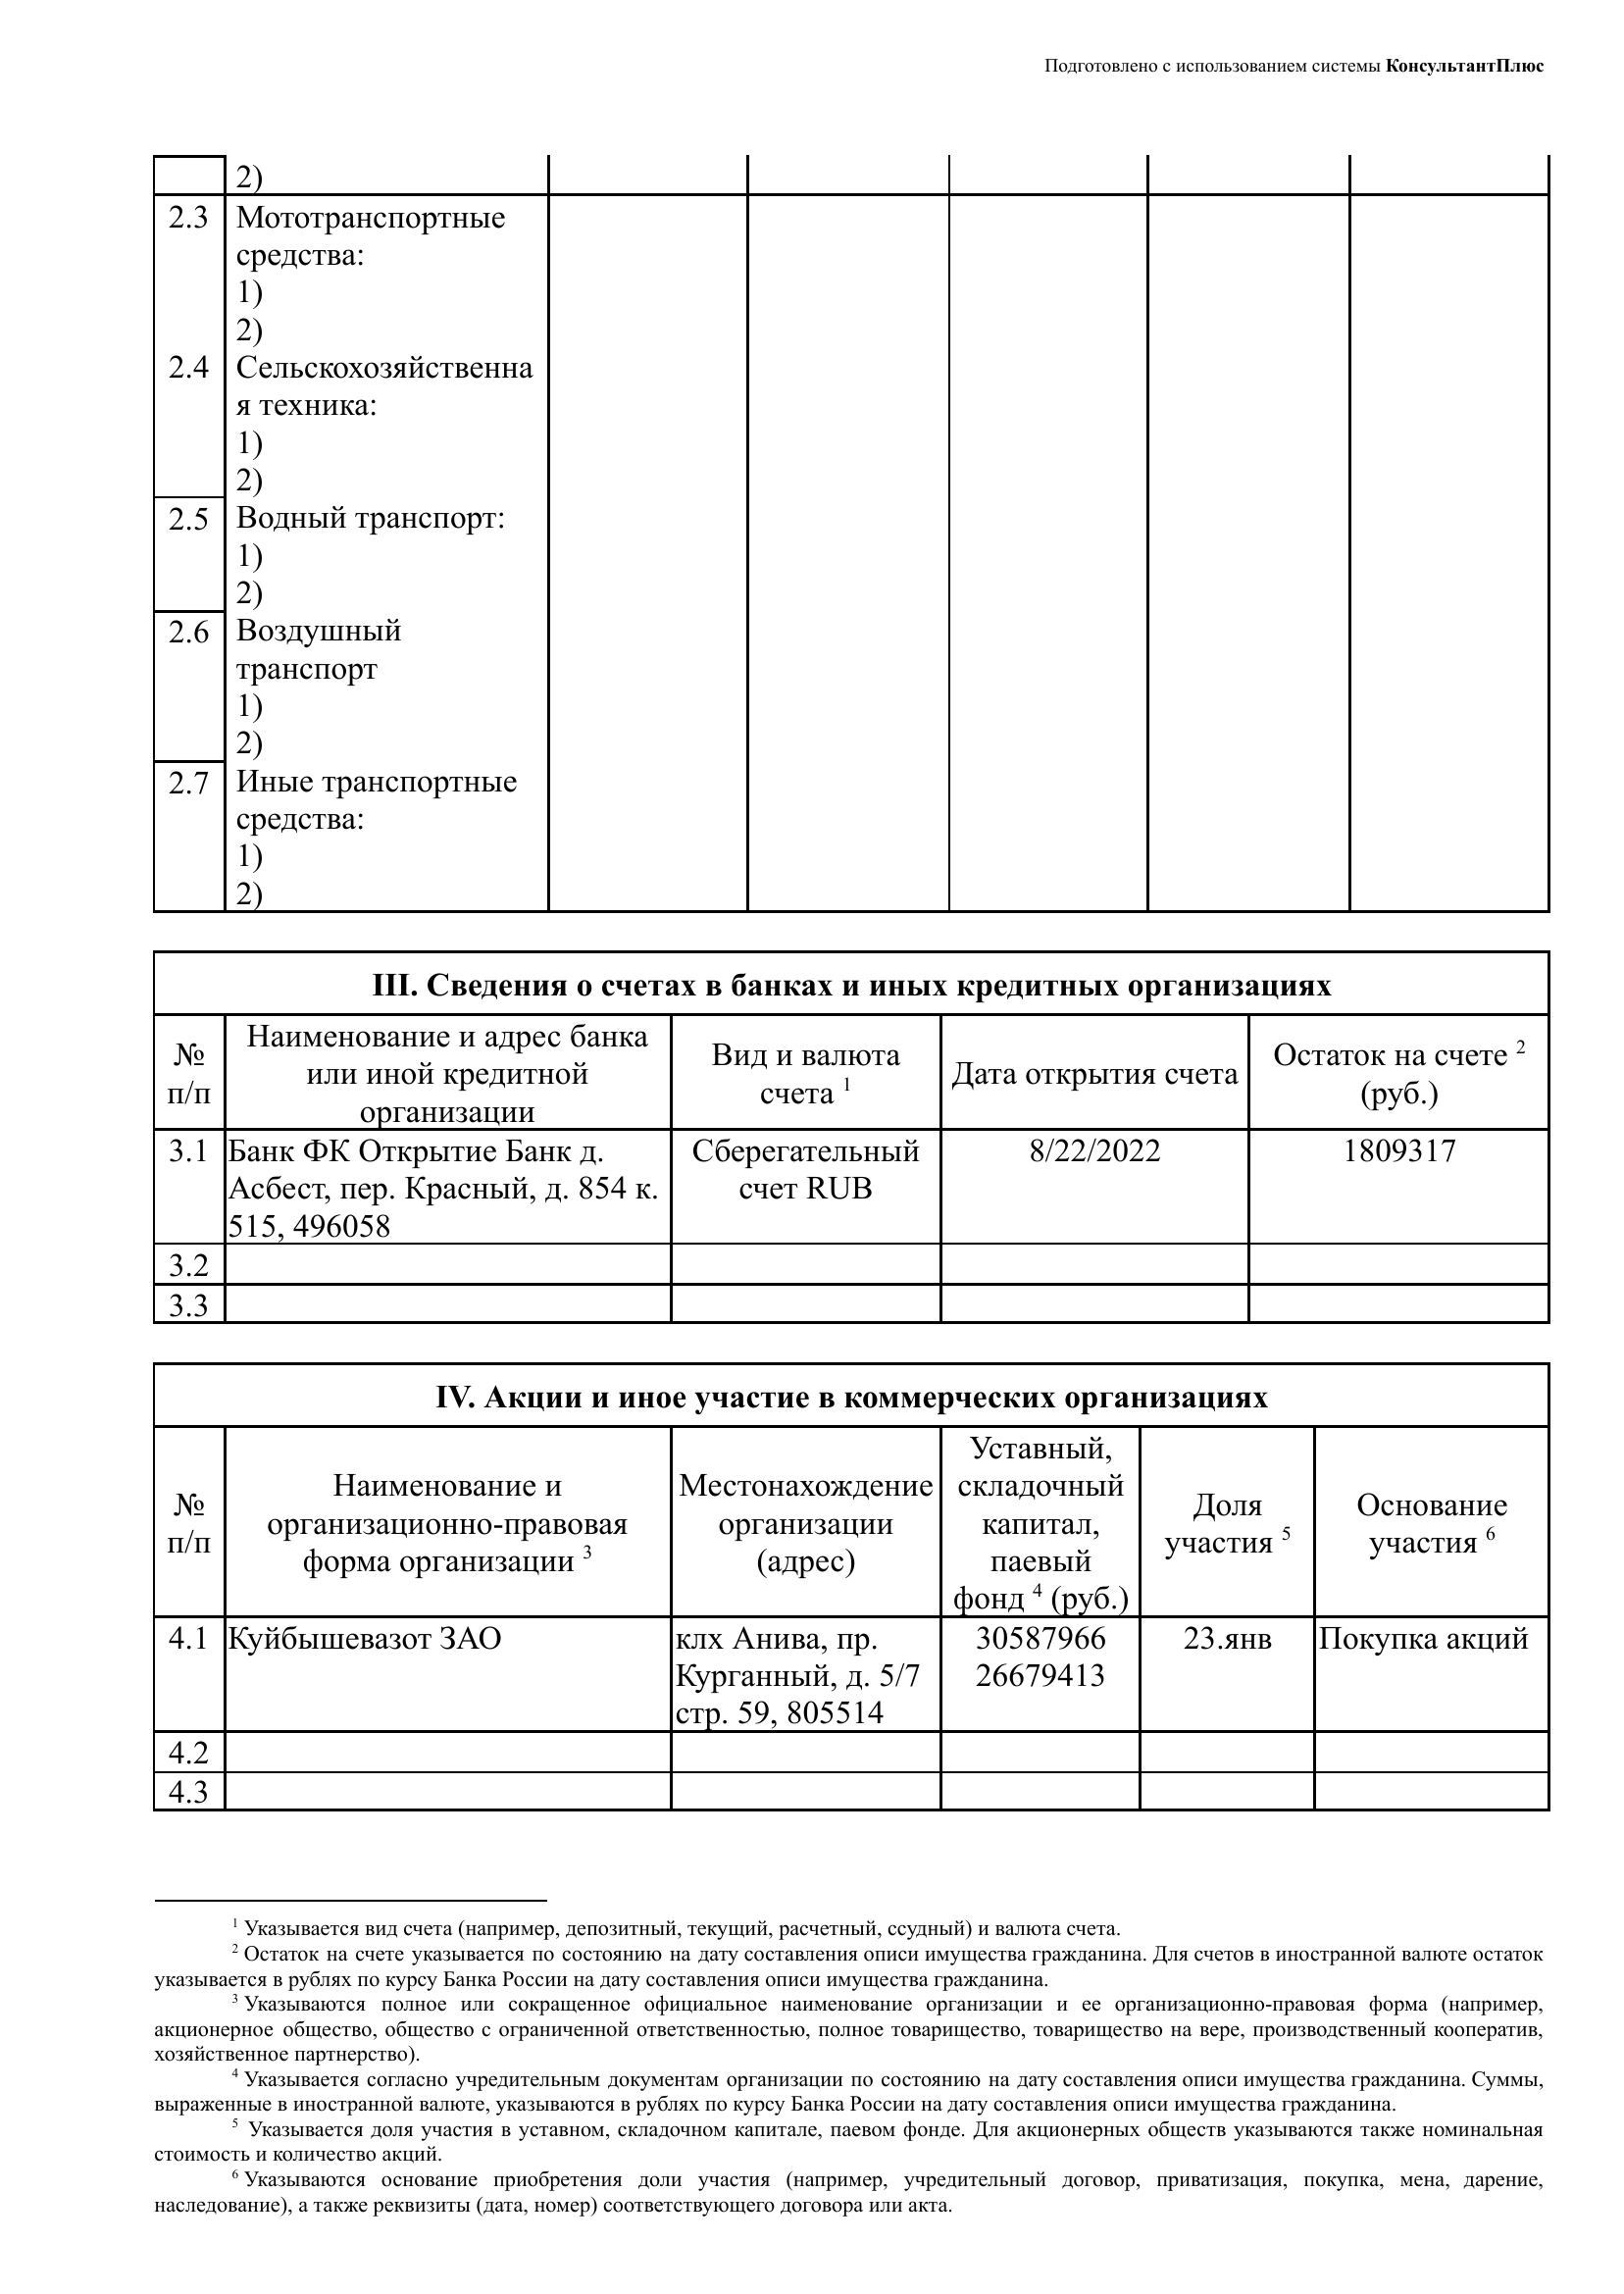 Подготовлено с использованием системы КонсультантПлюс
2)
2.3 Мототранспортные
средства:
1)
2)
2.4 Сельскохозяйственна
я техника:
1)
2)
2.5 Водный транспорт:
1)
2)
2.6 Воздушный
транспорт
1)
2)
2.7 Иные транспортные
средства:
1)
2)
III. Сведения о счетах в банках и иных кредитных организациях
№
п/п
Наименование и адрес банка
или иной кредитной
организации
Вид и валюта
счета 1
Дата открытия счета
Остаток на счете 2
(руб.)
3.1
Банк ФК Открытие Банк д.
Асбест, пер. Красный, д. 854 к.
515, 496058
Сберегательный
счет RUB
8/22/2022
1809317
3.2
3.3
IV. Акции и иное участие в коммерческих организациях
№
п/п
Наименование и
организационно-правовая
форма организации 3
Местонахождение
организации
(адрес)
Уставный,
складочный
капитал,
паевый
фонд 4 (руб.)
Доля
участия 5
Основание
участия 6
4.1
Куйбышевазот ЗАО
клх Анива, пр.
Курганный, д. 5/7
стр. 59, 805514
30587966
26679413
23.янв
Покупка акций
4.2
4.3
1 Указывается вид счета (например, депозитный, текущий, расчетный, ссудный) и валюта счета.
2 Остаток на счете указывается по состоянию на дату составления описи имущества гражданина. Для счетов в иностранной валюте остаток
указывается в рублях по курсу Банка России на дату составления описи имущества гражданина.
3 Указываются полное или сокращенное официальное наименование организации и ее организационно-правовая форма (например,
акционерное общество, общество с ограниченной ответственностью, полное товарищество, товарищество на вере, производственный кооператив,
хозяйственное партнерство).
4 Указывается согласно учредительным документам организации по состоянию на дату составления описи имущества гражданина. Суммы,
выраженные в иностранной валюте, указываются в рублях по курсу Банка России на дату составления описи имущества гражданина.
5 Указывается доля участия в уставном, складочном капитале, паевом фонде. Для акционерных обществ указываются также номинальная
стоимость и количество акций.
6 Указываются основание приобретения доли участия (например, учредительный договор, приватизация, покупка, мена, дарение,
наследование), а также реквизиты (дата, номер) соответствующего договора или акта.